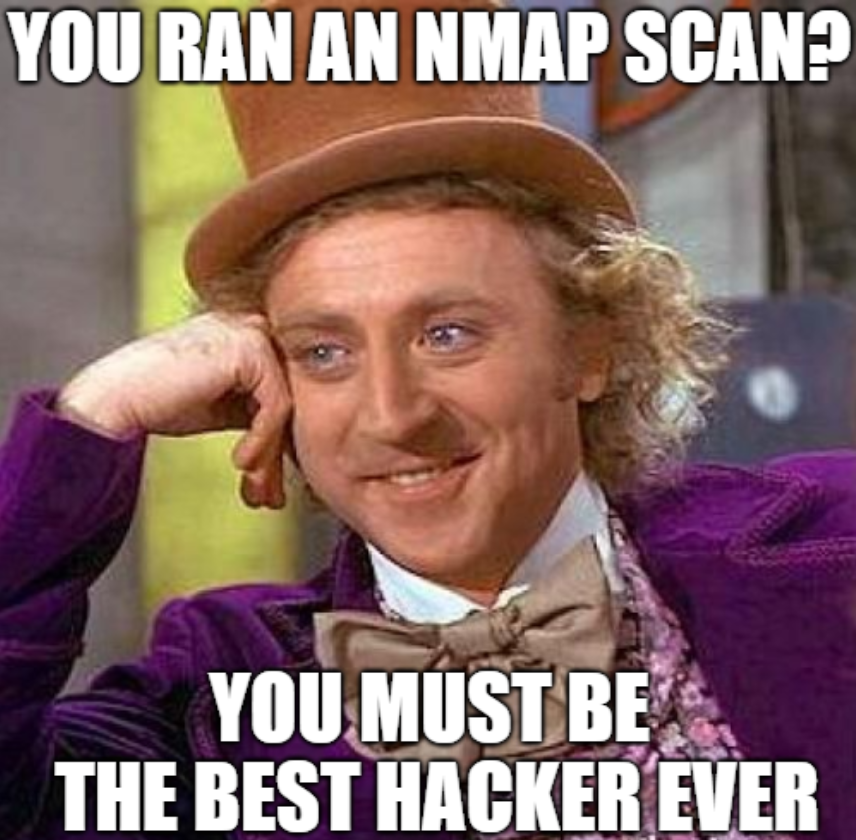 YOU RAN AN NMAP SCAN?
YOU MUST BE
THE BEST HACKER EVER